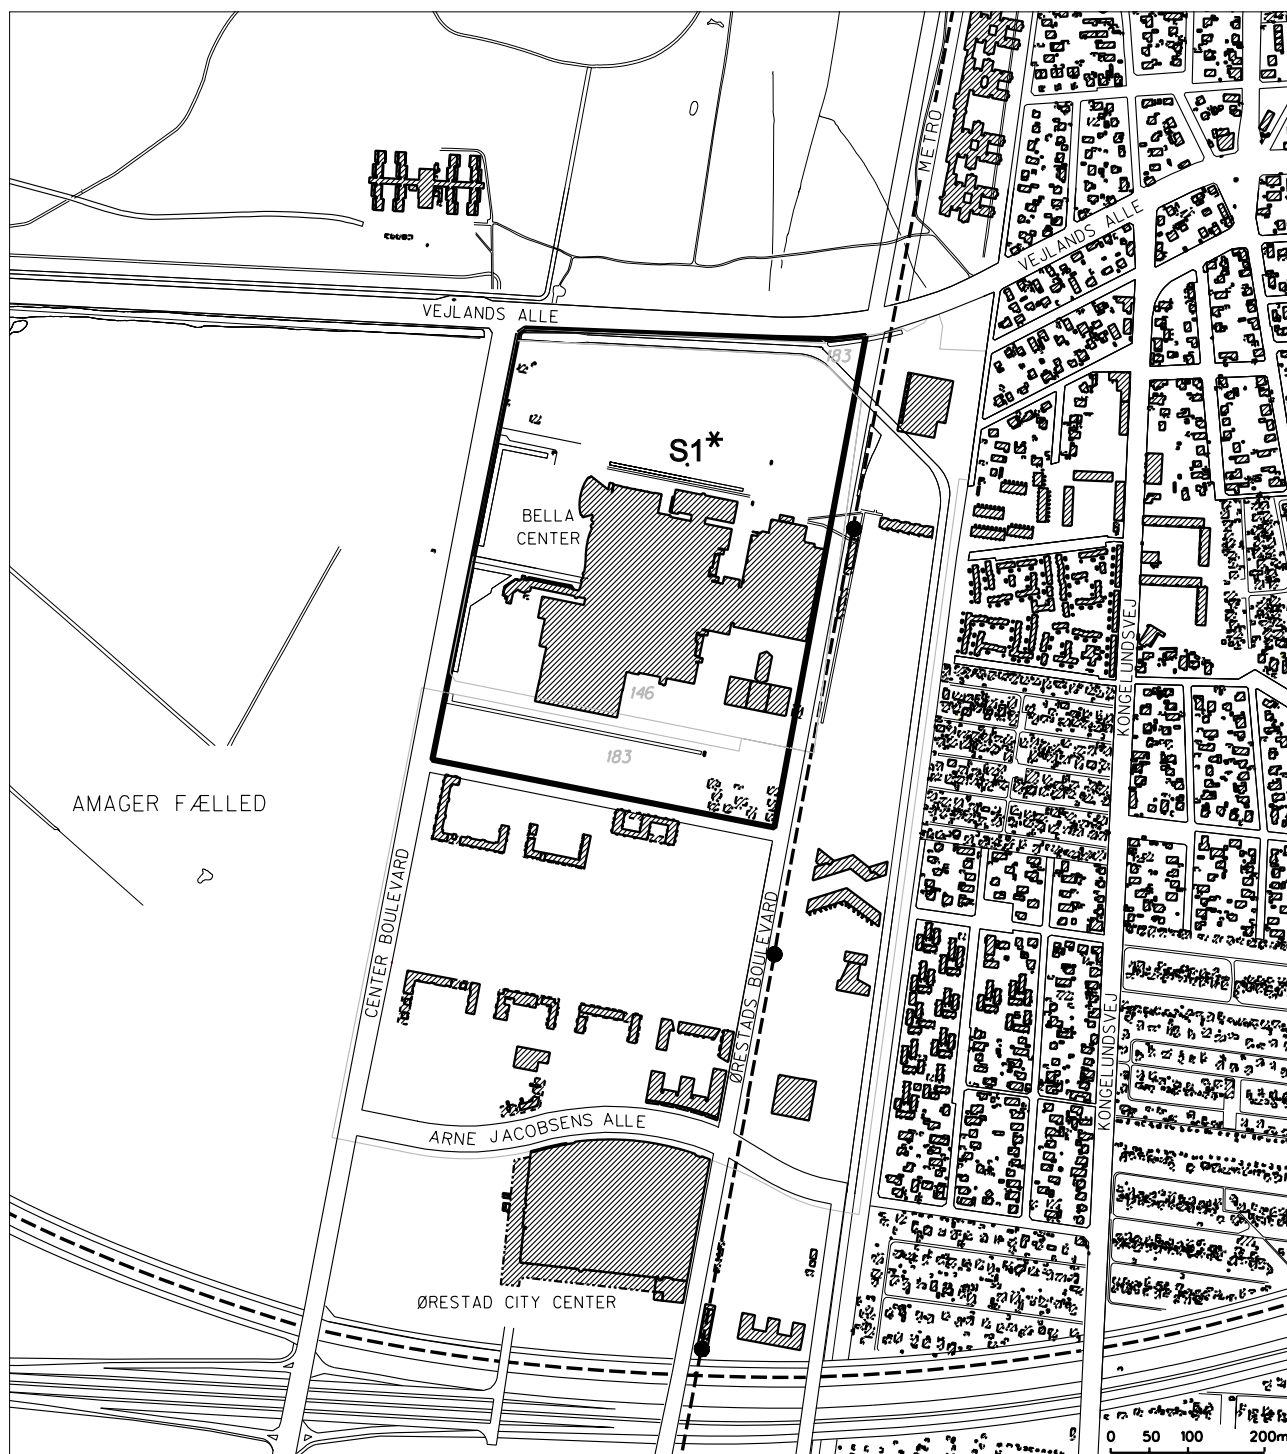 METRO
VEJLANDS ALLE
VEJLANDS ALLE
183
S1*
BELLA
CENTER
KONGELUNDSVEJ
146
183
AMAGER FÆLLED
CENTER BOULEVARD
ØRESTADS BOULEVARD
KONGELUNDSVEJ
ARNE JACOBSENS ALLE
ØRESTAD CITY CENTER
0 50 100 200m